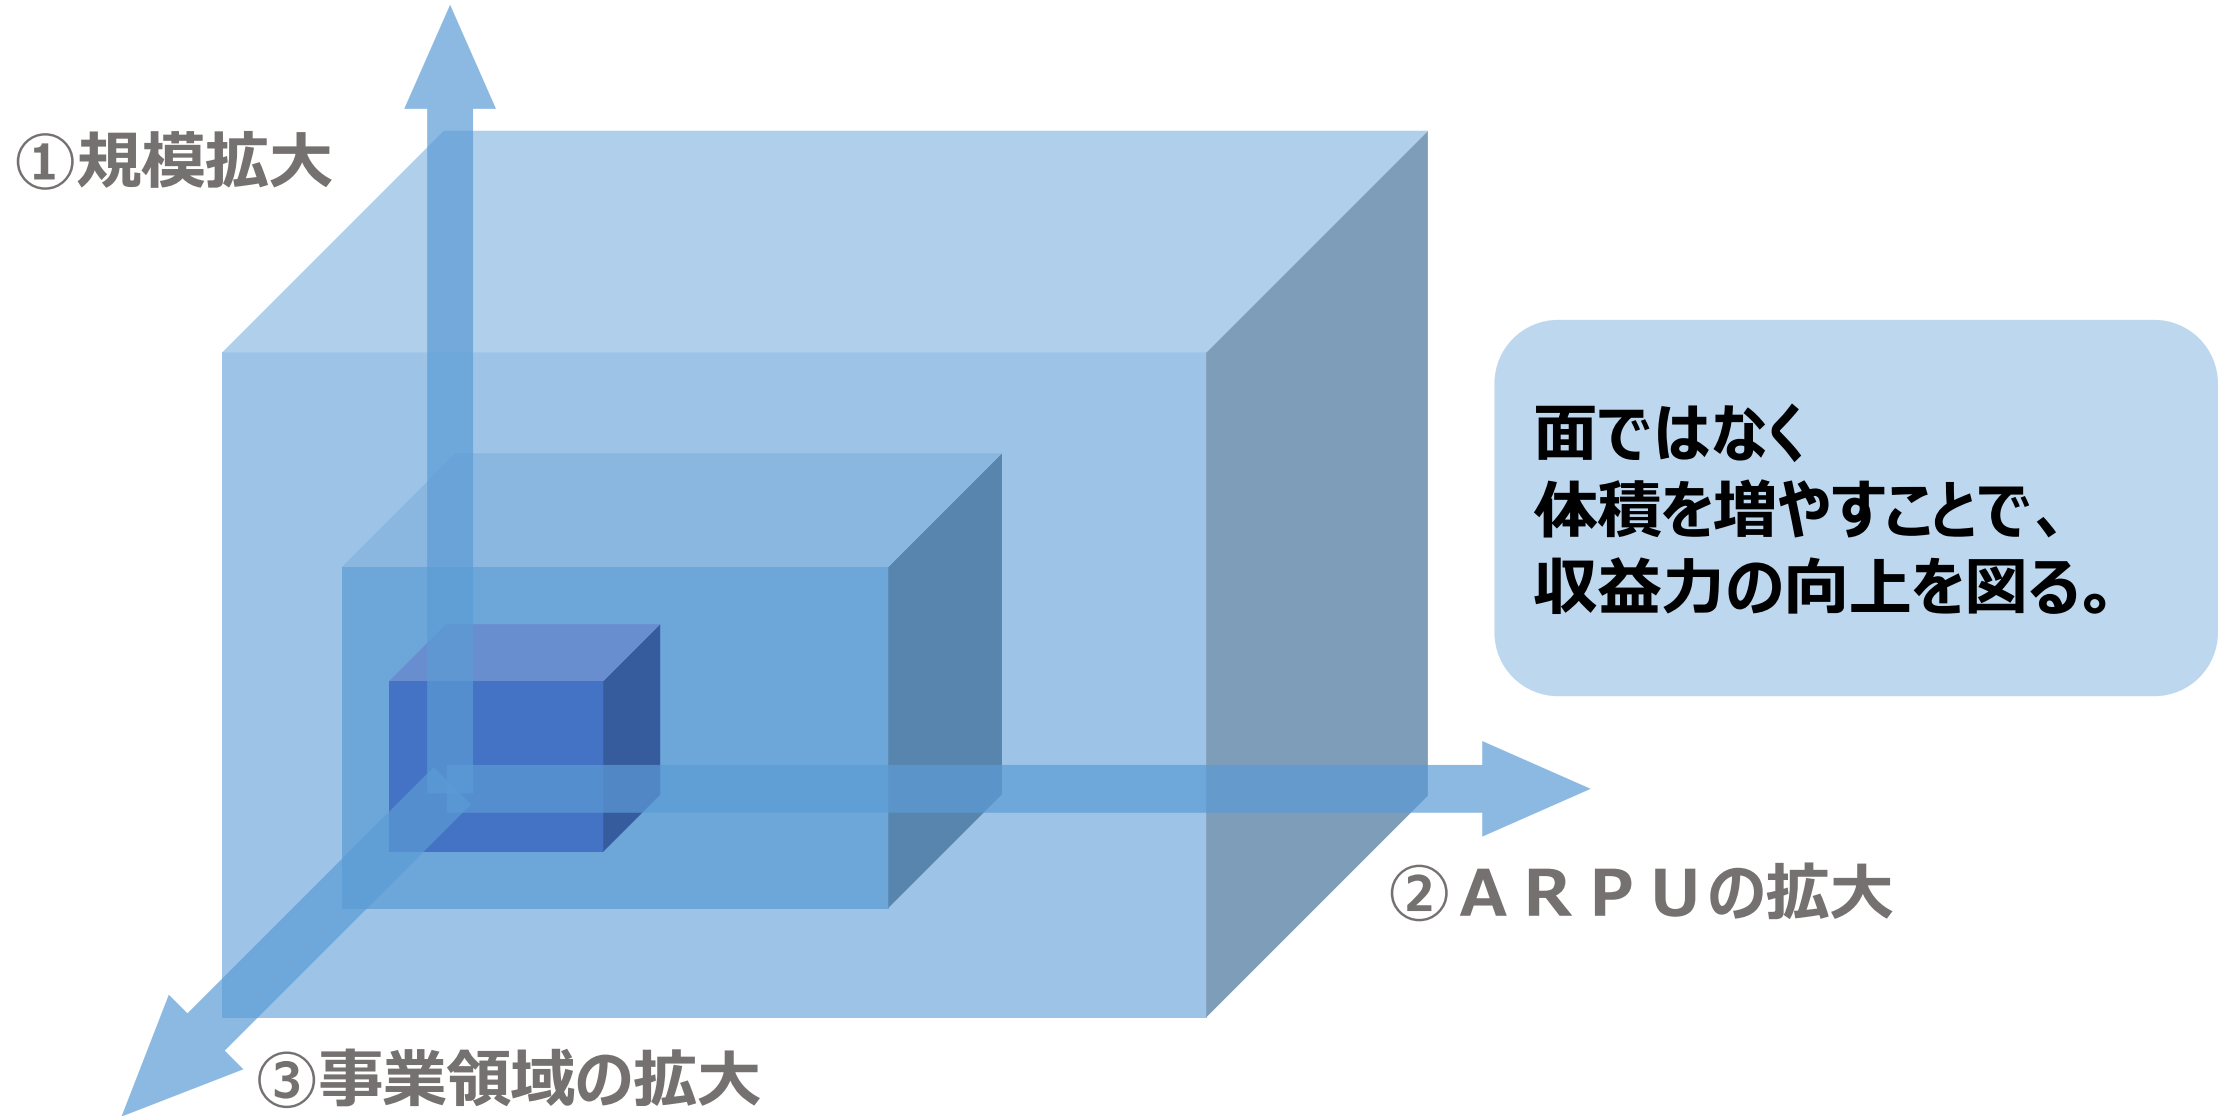 ①規模拡大
面ではなく
体積を増やすことで、
収益力の向上を図る。
②ＡＲＰＵの拡大
③事業領域の拡大